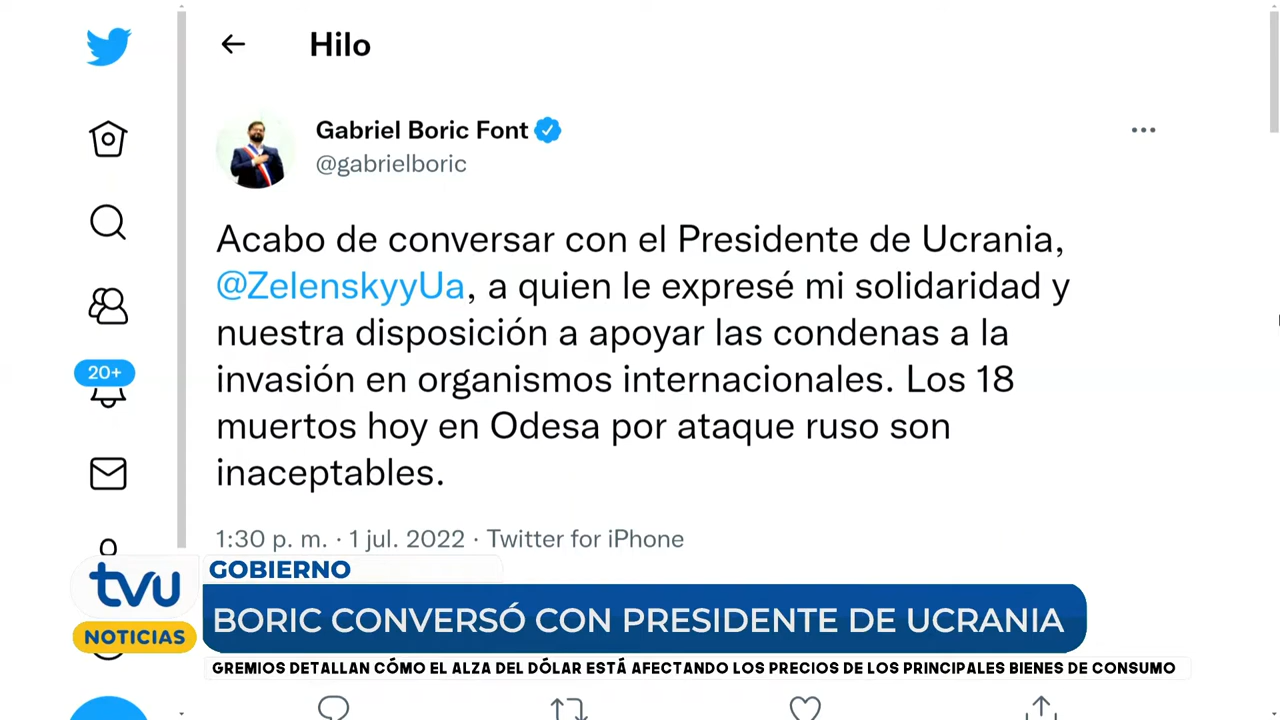 Hilo
Gabriel Boric Font
@gabrielboric
Acabo de conversar con el Presidente de Ucrania,
@ZelenskyyUa, a quien le expresé mi solidaridad y
nuestra disposición a apoyar las condenas a la
invasión en organismos internacionales. Los 18
muertos hoy en Odesa por ataque ruso son
inaceptables.
1:30 p. m. · 1 jul. 2022 · Twitter for iPhone
20+
tvu
NOTICIAS
GOBIERNO
BORIC CONVERSÓ CON PRESIDENTE DE UCRANIA
GREMIOS DETALLAN CÓMO EL ALZA DEL DÓLAR ESTÁ AFECTANDO LOS PRECIOS DE LOS PRINCIPALES BIENES DE CONSUMO